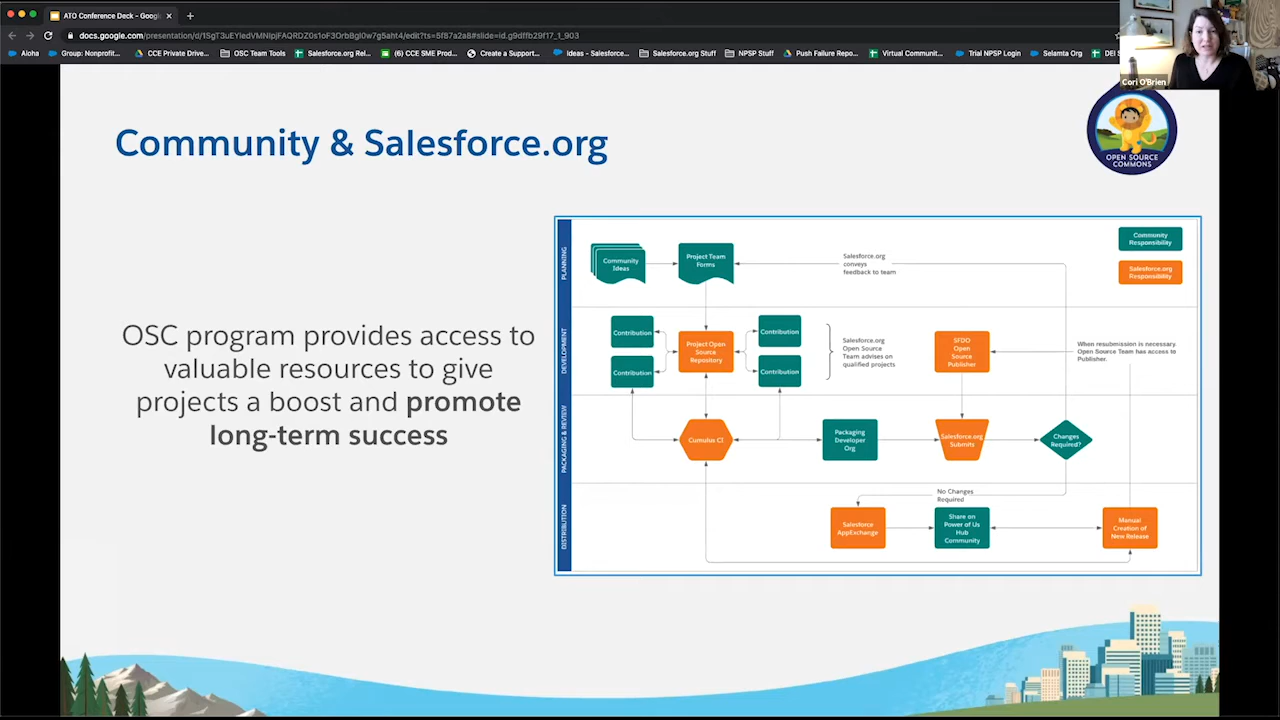 ATO Conference Deck - Googl
docs.google.com/presentation/d/1SgT3uEYledVMNIpjFAQRDZ0s1oF3OrbBgl0w7g5aht4/edit?ts=5f87a2a8#slide=id.g9dffb29f17_1_903
Aloha
Group: Nonprofit...
CCE Private Drive...
OSC Team Tools
Salesforce.org Rel...
(6) CCE SME Prod...
Create a Support...
Ideas - Salesforce...
Salesforce.org Stuff
NPSP Stuff
Push Failure Repo...
Virtual Communit...
Trial NPSP Login
Selamta Org
DEI S
Cori O'Brien
Community & Salesforce.org
OPEN SOURCE
COMMONS
OSC program provides access to
valuable resources to give
projects a boost and promote
long-term success
PLANNING
Community
Ideas
Project Team
Forms
Salesforce.org
conveys
feedback to team
Community
Responsibility
Salesforce.org
Responsibility
DEVELOPMENT
Contribution
Contribution
Project Open
Source
Repository
Contribution
Contribution
Salesforce.org
Open Source
Team advises on
qualified projects
SFDO
Open
Source
Publisher
When resubmission is necessary.
Open Source Team has access to
Publisher.
PACKAGING & REVIEW
Cumulus CI
Packaging
Developer
Org
Salesforce.org
Submits
Changes
Required?
DISTRIBUTION
No Changes
Required
Salesforce
AppExchange
Share on
Power of Us
Hub
Community
Manual
Creation of
New Release